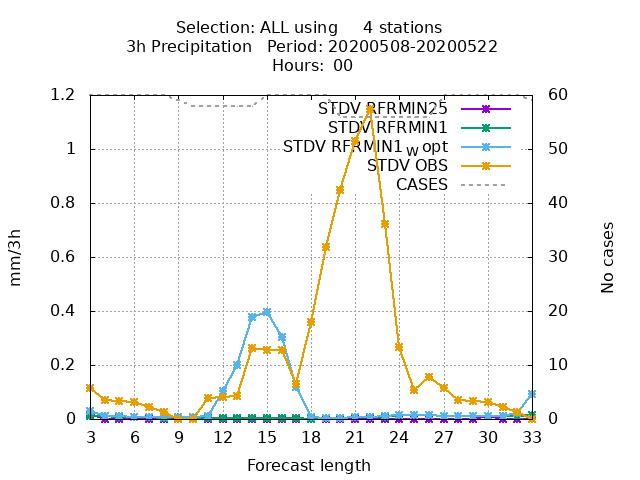 Selection: ALL using     4 stations
3h Precipitation   Period: 20200508-20200522
Hours:  00
1.2
60
STDV RFRMIN25
STDV RFRMIN1
1
STDV RFRMIN1 W opt
50
STDV OBS
CASES
0.8
40
mm/3h
No cases
0.6
30
0.4
20
0.2
10
0
0
3 6 9 12 15 18 21 24 27 30 33
Forecast length